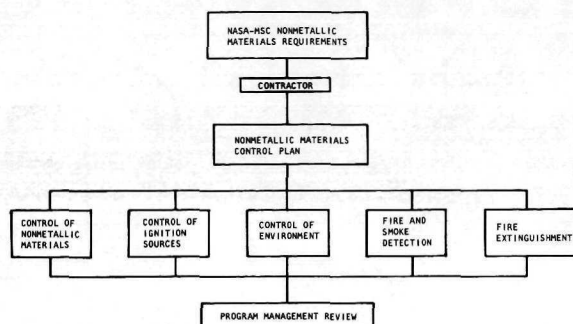 NASA-MSC NONMETALLIC
MATERIALS REQUIREMENTS
CONTRACTOR
NONMETALLIC MATERIALS
CONTROL PLAN
CONTROL OF
NONMETALLIC
MATERIALS
CONTROL OF
IGNITION
SOURCES
CONTROL OF
ENVIRONMENT
FIRE AND
SMOKE
DETECTION
FIRE
EXTINGUISHMENT
PROGRAM MANAGEMENT REVIEW